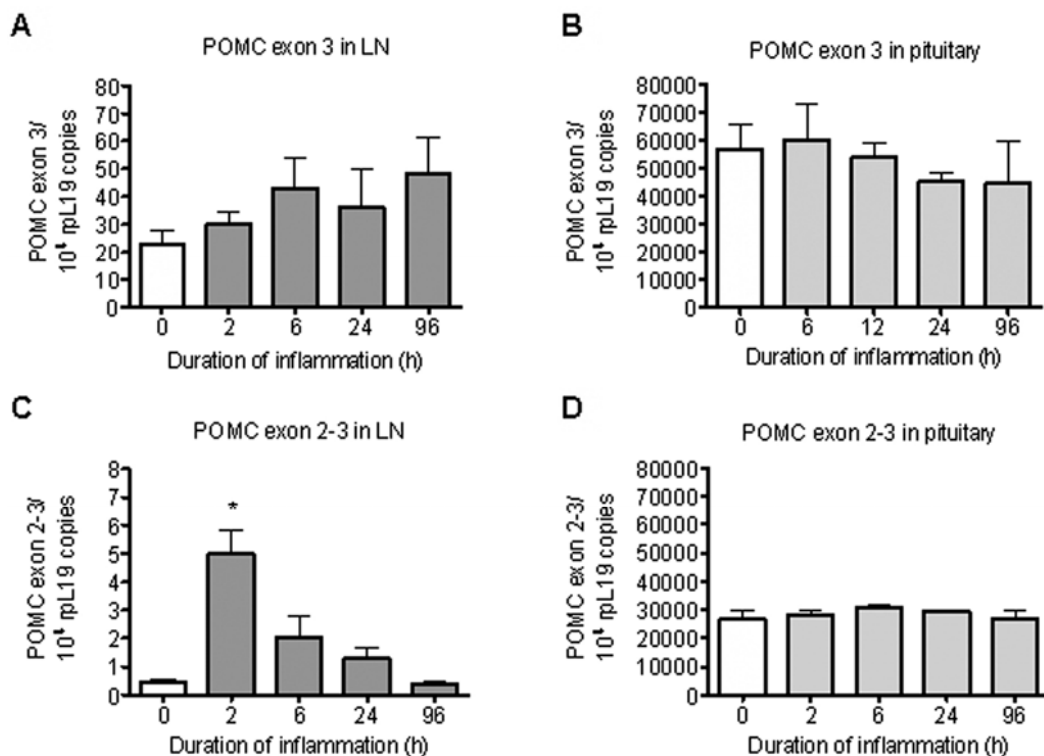 A
POMC exon 3 in LN
POMC exon 3/
rpL19 copies
80
70
60
50
40
30
20
10
0
0 2 6 24 96
Duration of inflammation (h)
B
POMC exon 3 in pituitary
POMC exon 3/
rpL19 copies
80000
70000
60000
50000
40000
30000
20000
10000
0
0 6 12 24 96
Duration of inflammation (h)
C
POMC exon 2-3 in LN
POMC exon 2-3/
rpL19 copies
8
7
6
5
4
3
2
1
0
*
0 2 6 24 96
Duration of inflammation (h)
D
POMC exon 2-3 in pituitary
POMC exon 2-3/
rpL19 copies
80000
70000
60000
50000
40000
30000
20000
10000
0
0 2 6 24 96
Duration of inflammation (h)